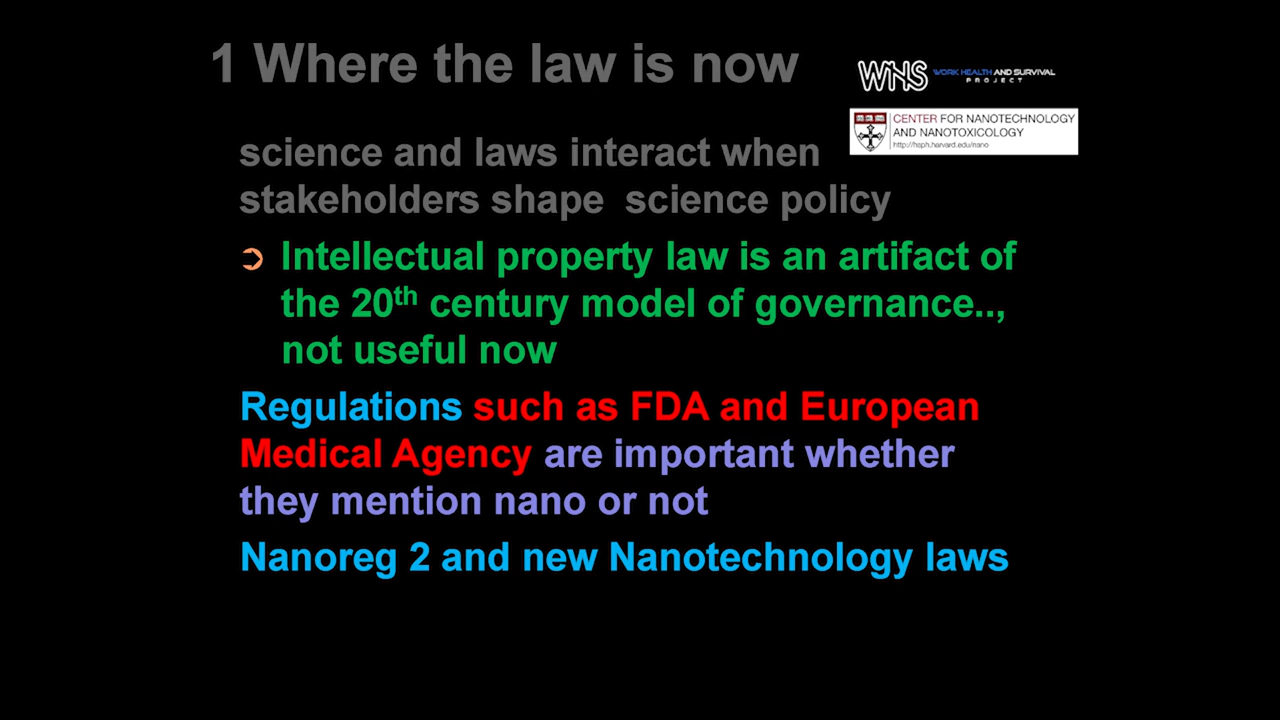 1 Where the law is now
WHS WORK HEALTH AND SURVIVAL
PROJECT
CENTER FOR NANOTECHNOLOGY
AND NANOTOXICOLOGY
http://hsph.harvard.edu/nano
science and laws interact when
stakeholders shape science policy
➲ Intellectual property law is an artifact of
the 20th century model of governance..,
not useful now
Regulations such as FDA and European
Medical Agency are important whether
they mention nano or not
Nanoreg 2 and new Nanotechnology laws